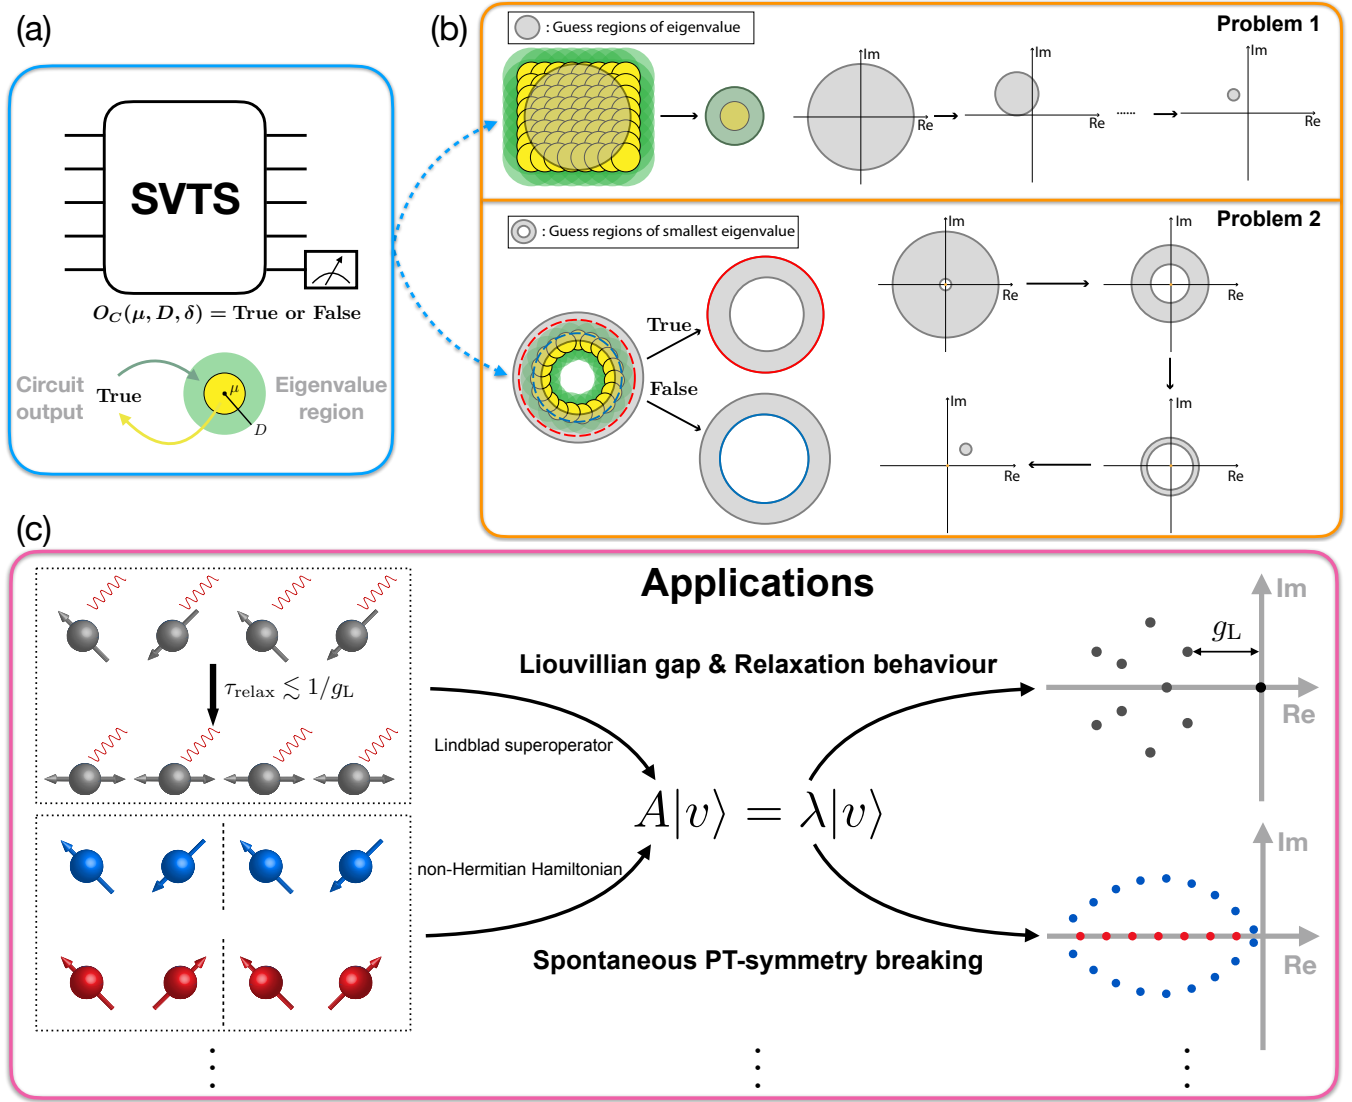 (a)
SVTS
O_C(μ, D, δ) = True or False
Circuit
output
True
μ
D
Eigenvalue
region
(b)
: Guess regions of eigenvalue
Problem 1
Im
Re
Im
Re
......
Im
Re
: Guess regions of smallest eigenvalue
Problem 2
True
False
Im
Re
Im
Re
Im
Re
Im
Re
(c)
Applications
τ_relax ≲ 1/g_L
Liouvillian gap & Relaxation behaviour
Lindblad superoperator
A|v⟩ = λ|v⟩
non-Hermitian Hamiltonian
Spontaneous PT-symmetry breaking
Im
g_L
Re
Im
Re